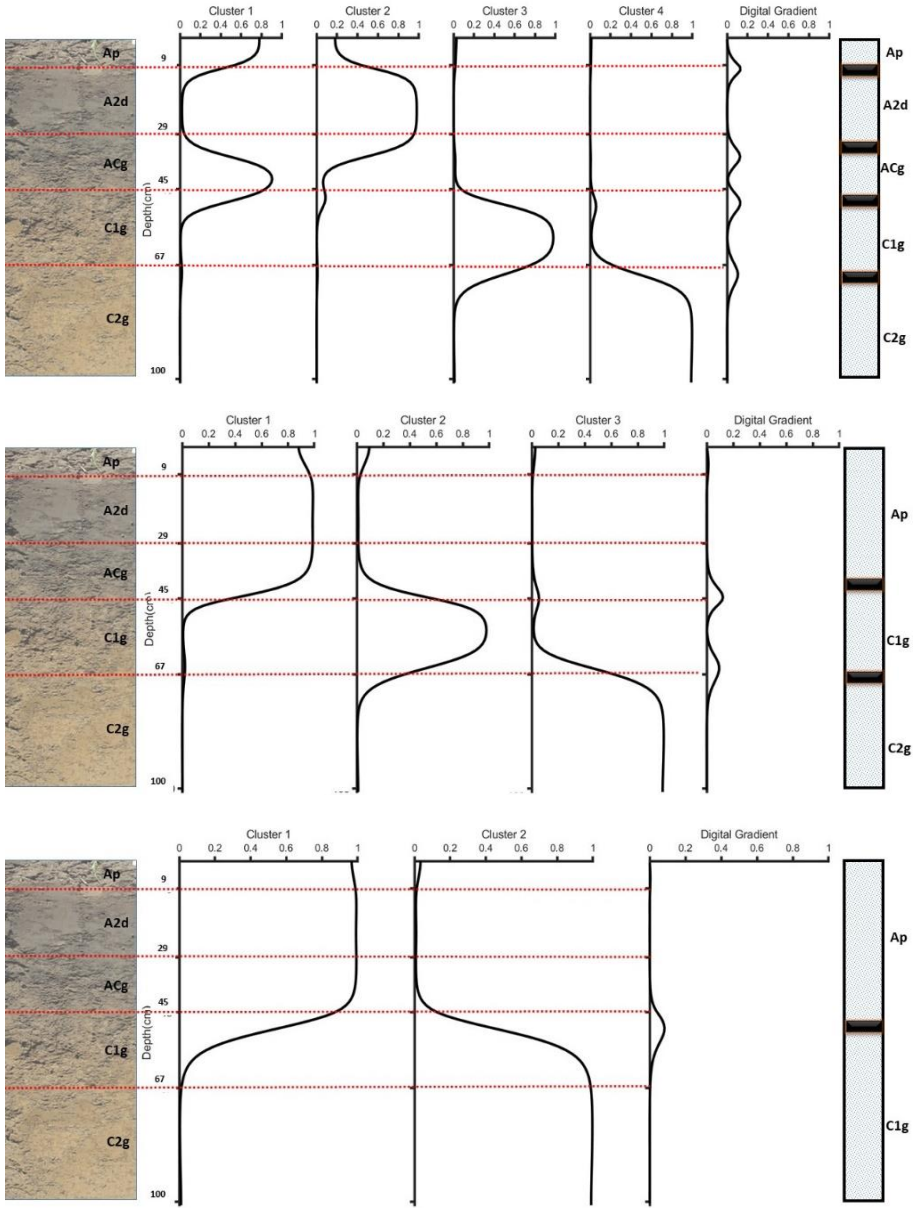 Cluster 1 Cluster 2 Cluster 3 Cluster 4 Digital Gradient
0 0.2 0.4 0.6 0.8 1 0 0.2 0.4 0.6 0.8 1 0 0.2 0.4 0.6 0.8 1 0 0.2 0.4 0.6 0.8 1 0 0.2 0.4 0.6 0.8 1
Ap 9 Ap
A2d A2d
29
ACg ACg
45
Depth(cm)
C1g C1g
67
C2g C2g
100
Cluster 1 Cluster 2 Cluster 3 Digital Gradient
0 0.2 0.4 0.6 0.8 1 0 0.2 0.4 0.6 0.8 1 0 0.2 0.4 0.6 0.8 1 0 0.2 0.4 0.6 0.8 1
Ap 9
A2d Ap
29
ACg
45
Depth(cm)
C1g C1g
67
C2g C2g
100
Cluster 1 Cluster 2 Digital Gradient
0 0.2 0.4 0.6 0.8 1 0 0.2 0.4 0.6 0.8 1 0 0.2 0.4 0.6 0.8 1
Ap 9
A2d Ap
29
ACg
45
Depth(cm)
C1g
67
C2g C1g
100